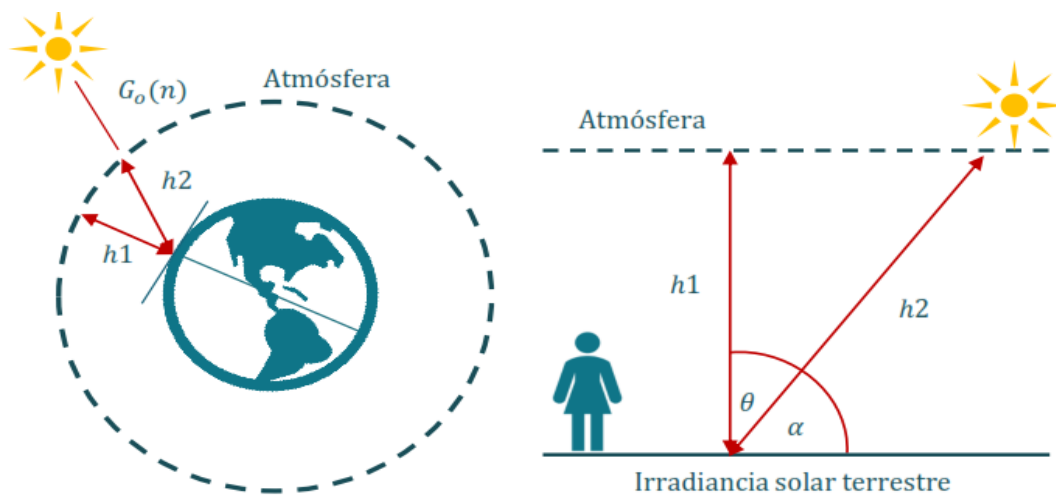 Atmósfera
G_o(n)
h2
h1
Atmósfera
h1
h2
θ
α
Irradiancia solar terrestre